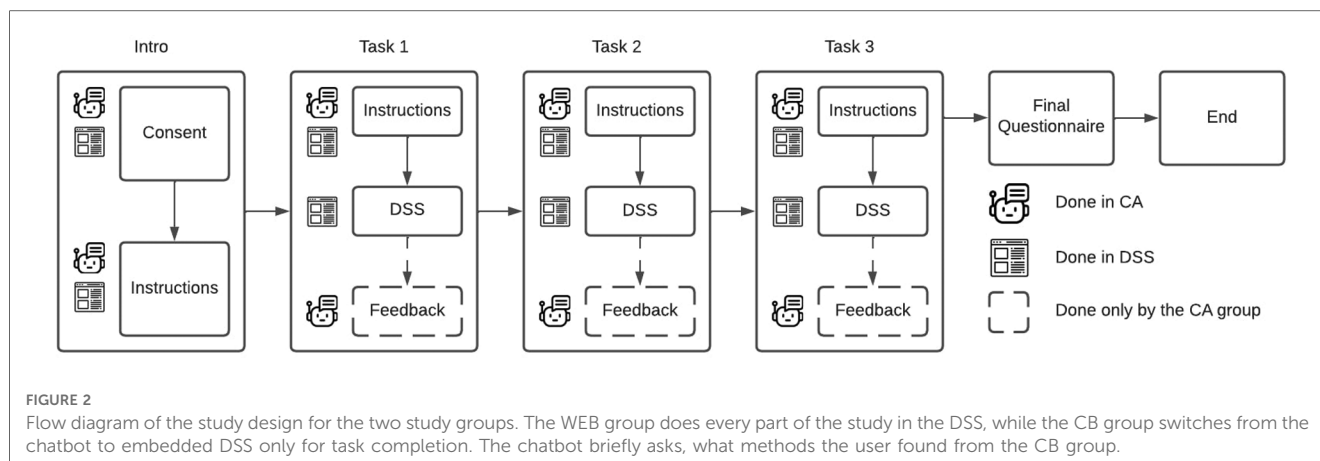 Intro
Task 1
Task 2
Task 3
Consent
Instructions
Instructions
DSS
Feedback
Instructions
DSS
Feedback
Instructions
DSS
Feedback
Final
Questionnaire
End
Done in CA
Done in DSS
Done only by the CA group
FIGURE 2
Flow diagram of the study design for the two study groups. The WEB group does every part of the study in the DSS, while the CB group switches from the
chatbot to embedded DSS only for task completion. The chatbot briefly asks, what methods the user found from the CB group.